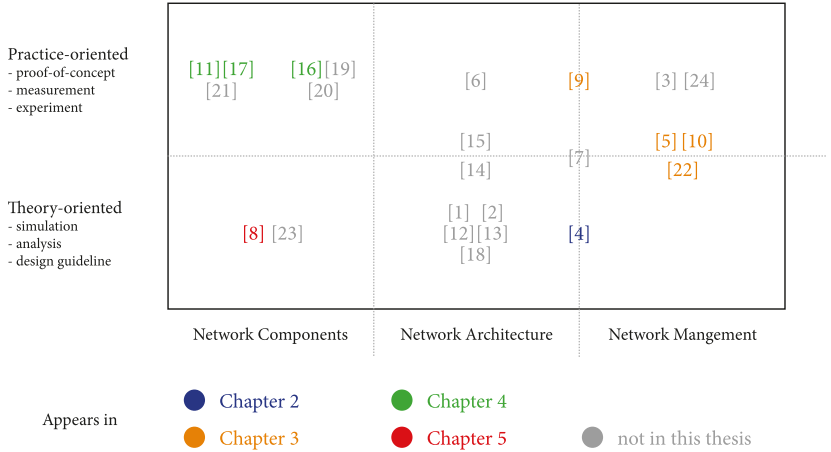 Practice-oriented
- proof-of-concept
- measurement
- experiment
[11][17] [16][19]
[21] [20]
[6] [9] [3] [24]
[15] [5] [10]
[7]
[14] [22]
Theory-oriented
- simulation
- analysis
- design guideline
[1] [2]
[8] [23] [12][13] [4]
[18]
Network Components Network Architecture Network Mangement
Appears in
Chapter 2 Chapter 4
Chapter 3 Chapter 5 not in this thesis